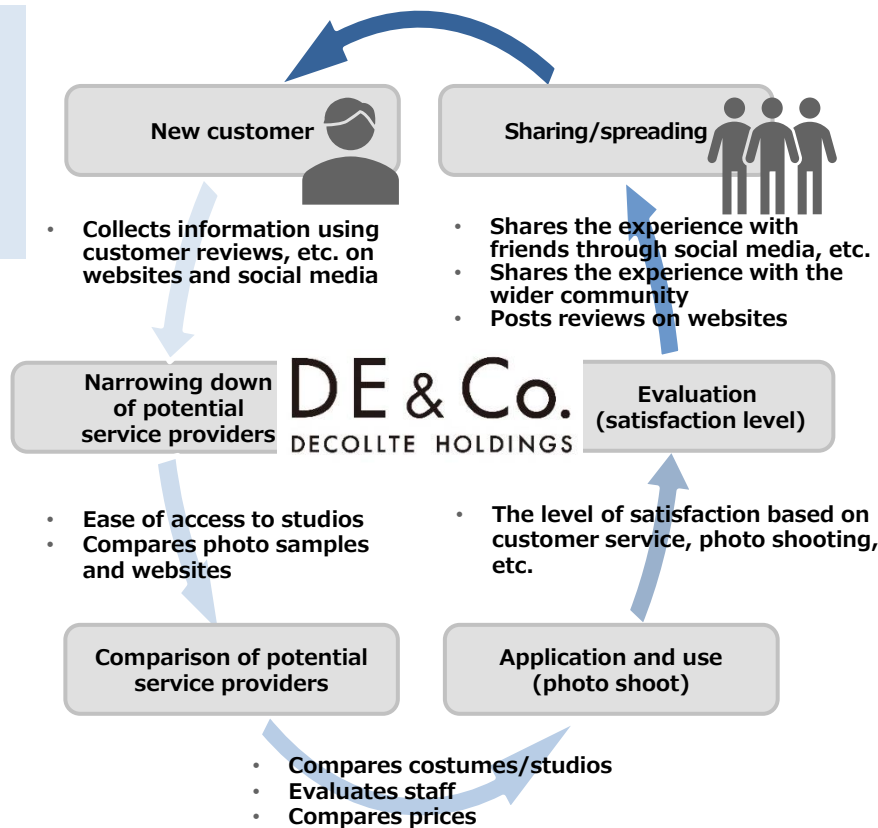 New customer
Sharing/spreading
• Collects information using
customer reviews, etc. on
websites and social media
• Shares the experience with
friends through social media, etc.
• Shares the experience with the
wider community
• Posts reviews on websites
Narrowing down
of potential
service providers
DE & Co.
DECOLLTE HOLDINGS
Evaluation
(satisfaction level)
• Ease of access to studios
• Compares photo samples
and websites
• The level of satisfaction based on
customer service, photo shooting,
etc.
Comparison of potential
service providers
Application and use
(photo shoot)
• Compares costumes/studios
• Evaluates staff
• Compares prices